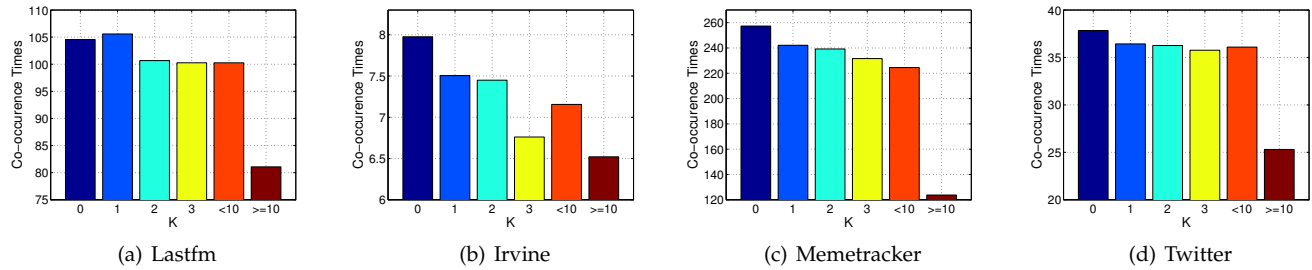 Co-occurence Times
110
105
100
95
90
85
80
75
0 1 2 3 <10 >=10
K
(a) Lastfm
Co-occurence Times
8
7.5
7
6.5
6
0 1 2 3 <10 >=10
K
(b) Irvine
Co-occurence Times
260
240
220
200
180
160
140
120
0 1 2 3 <10 >=10
K
(c) Memetracker
Co-occurence Times
40
35
30
25
20
0 1 2 3 <10 >=10
K
(d) Twitter